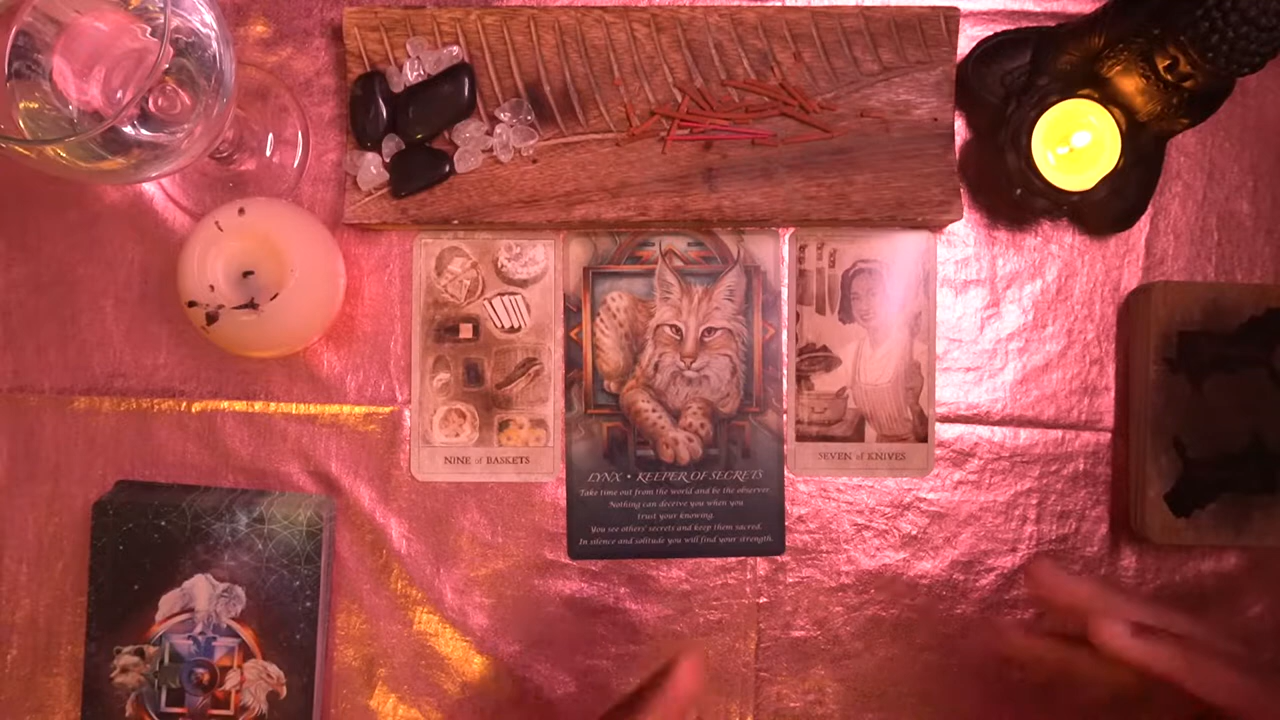 NINE of BASKETS
LYNX • KEEPER OF SECRETS
Take time out from the world and be the observer.
Nothing can deceive you when you
trust your knowing.
You see others' secrets and keep them sacred.
In silence and solitude you will find your strength.
SEVEN of KNIVES